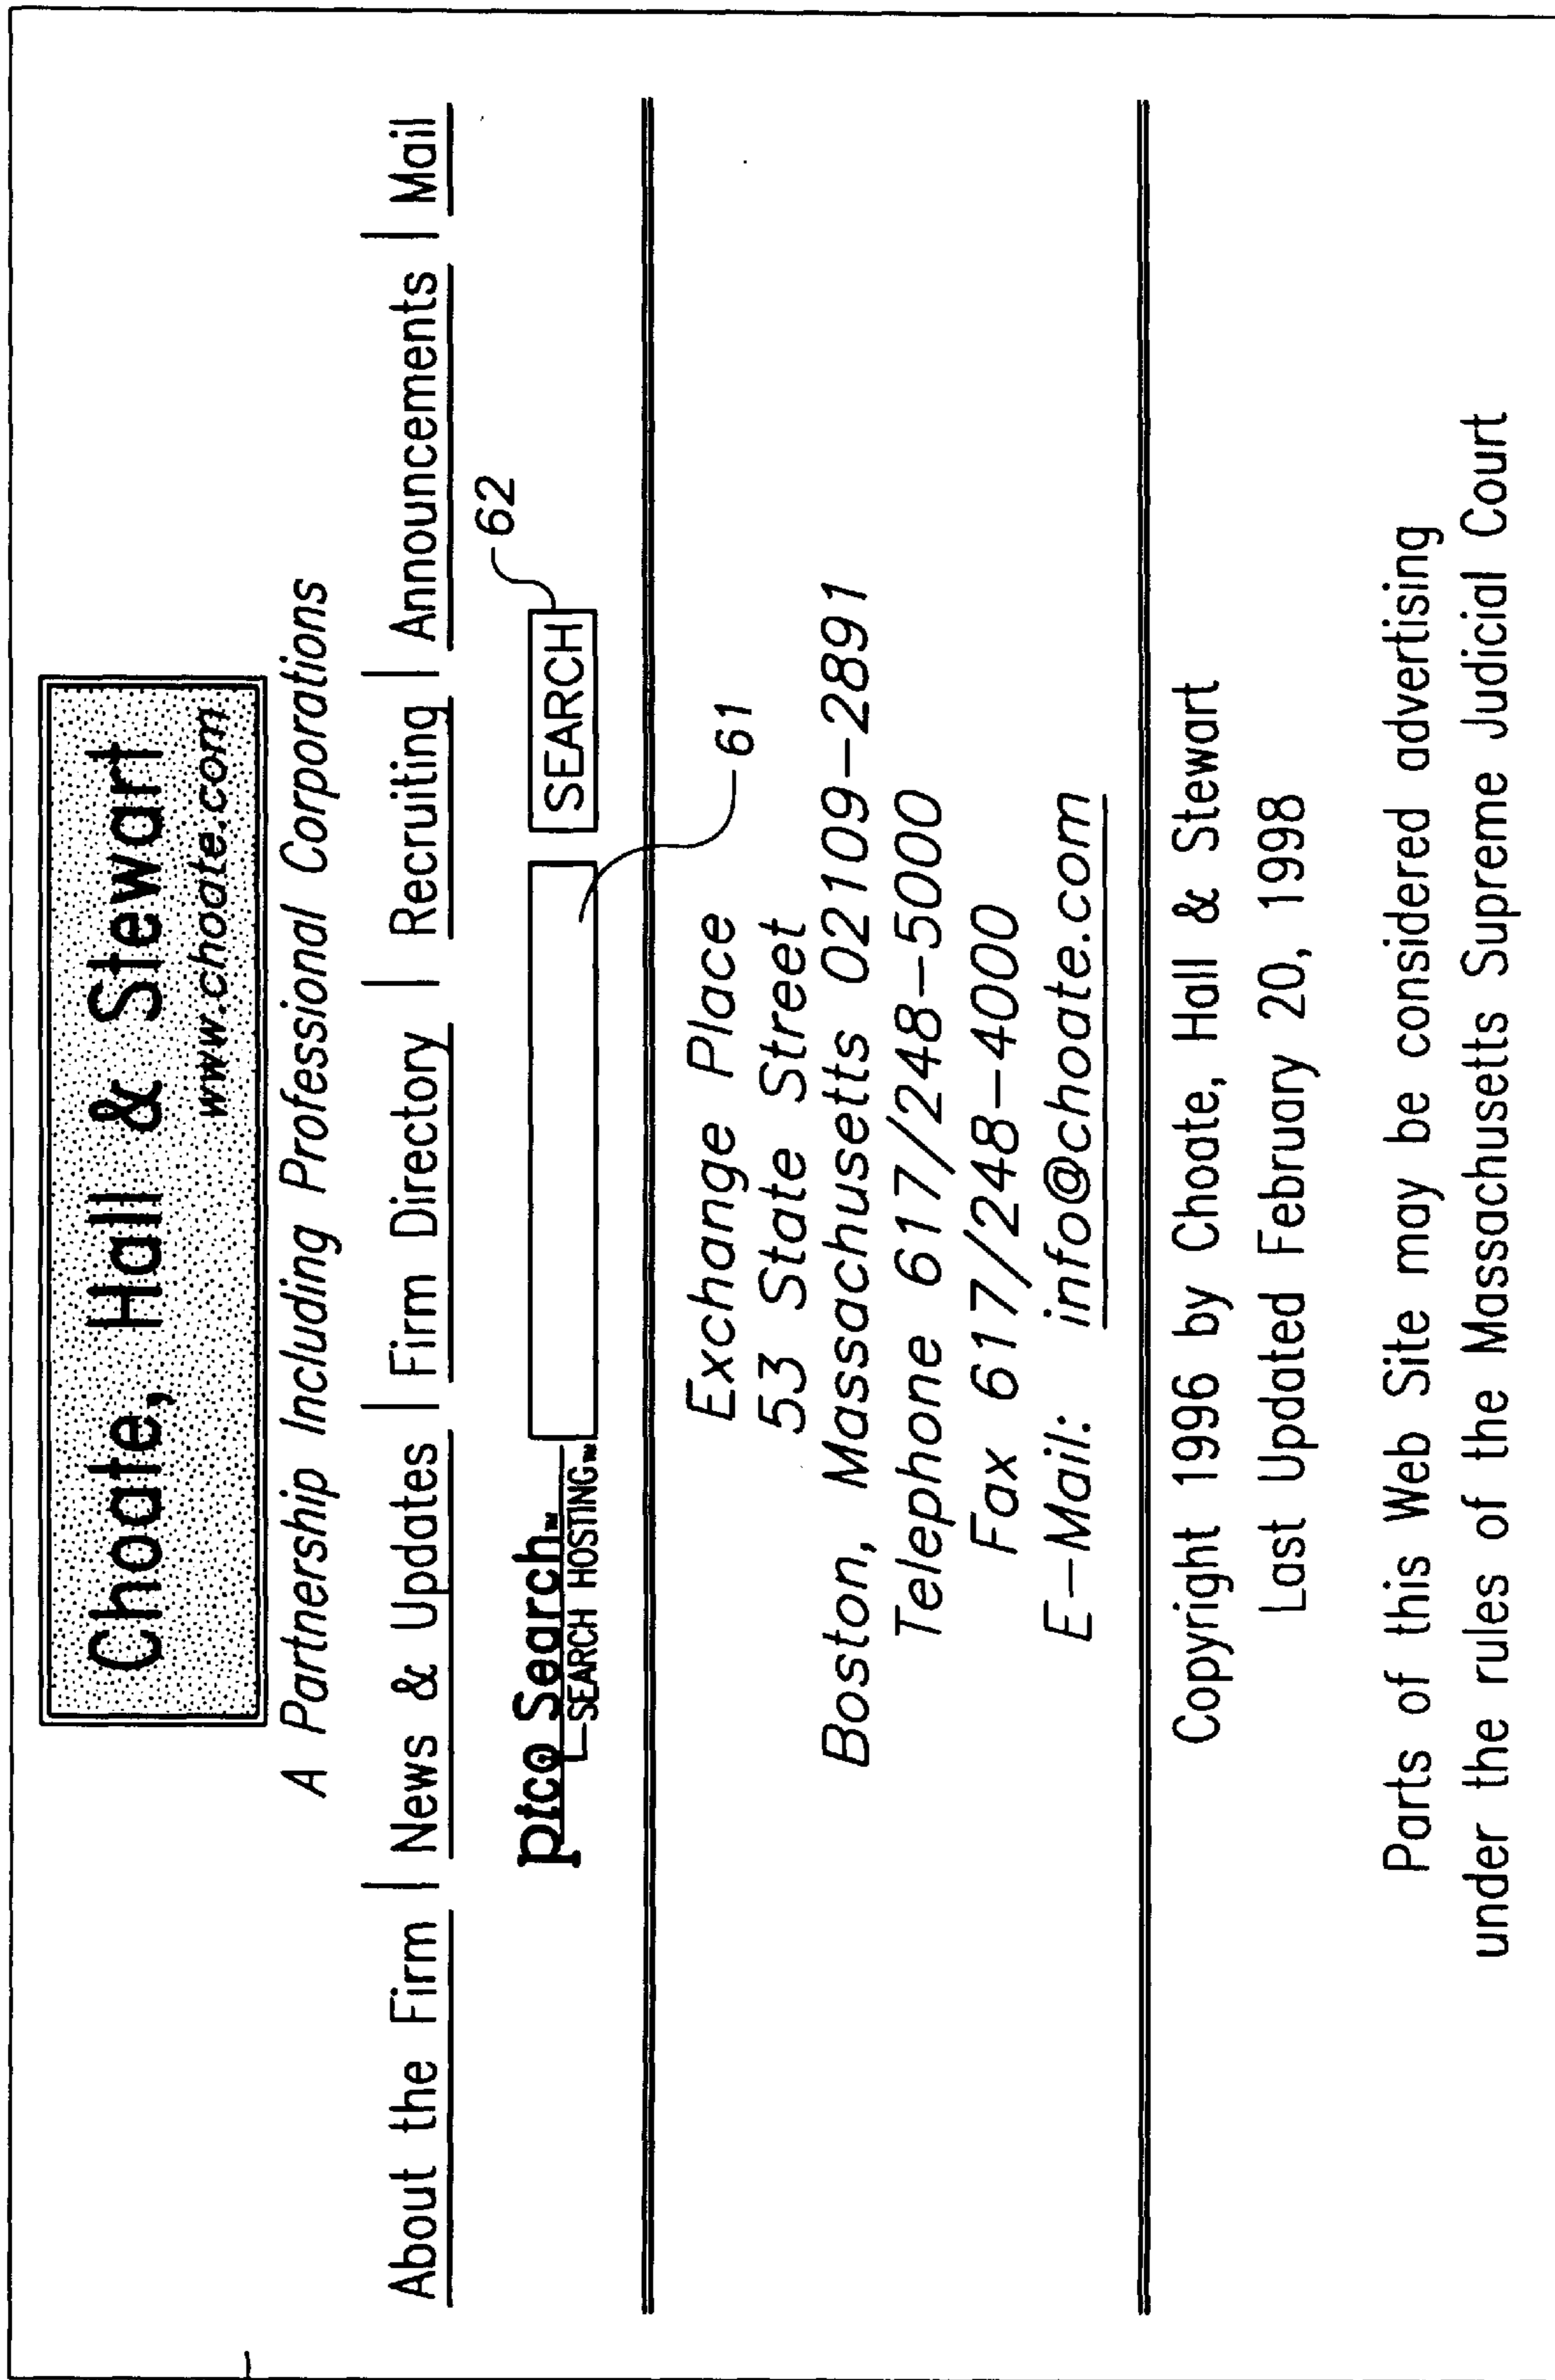 Choate, Hall & Stewart
www.choate.com
A Partnership Including Professional Corporations
About the Firm | News & Updates | Firm Directory | Recruiting | Announcements | Mail
62
pico Search™ SEARCH
SEARCH HOSTING™
61
Exchange Place
53 State Street
Boston, Massachusetts 02109-2891
Telephone 617/248-5000
Fax 617/248-4000
E-Mail: info@choate.com
Copyright 1996 by Choate, Hall & Stewart
Last Updated February 20, 1998
Parts of this Web Site may be considered advertising
under the rules of the Massachusetts Supreme Judicial Court